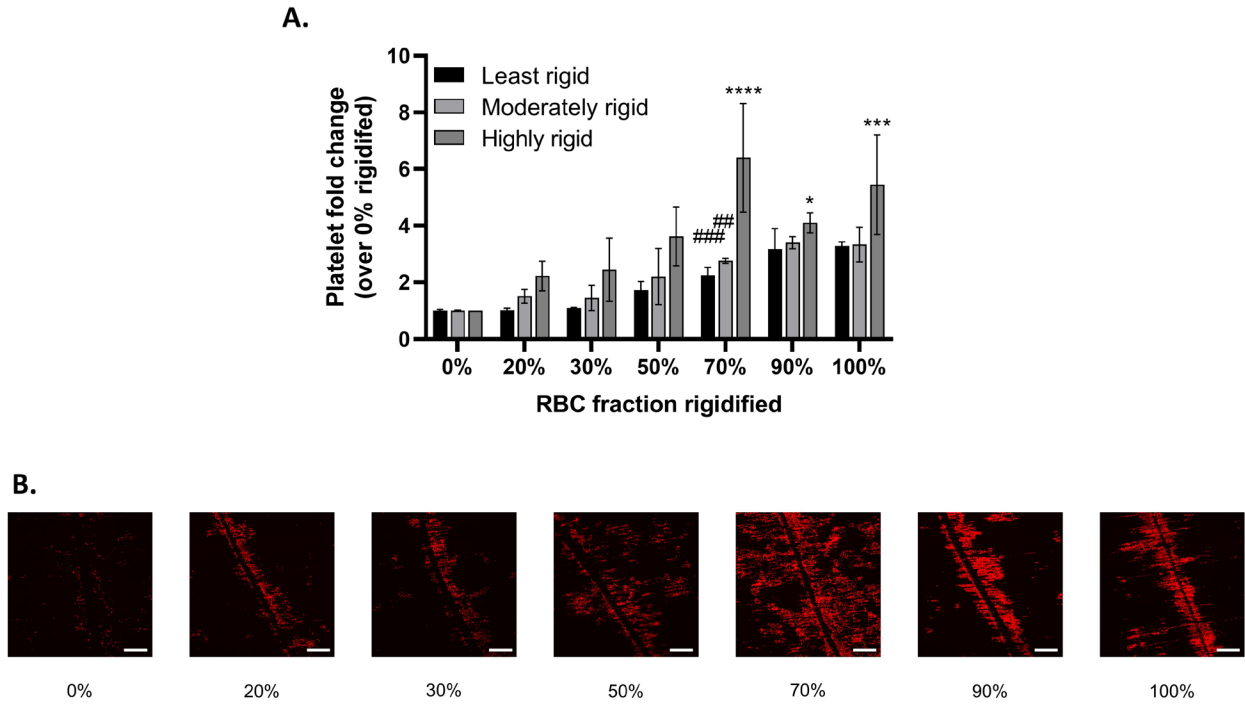 A.
Platelet fold change
(over 0% rigidifed)
10
8
6
4
2
0
Least rigid
Moderately rigid
Highly rigid
###
##
****
*
***
0% 20% 30% 50% 70% 90% 100%
RBC fraction rigidified
B.
0% 20% 30% 50% 70% 90% 100%